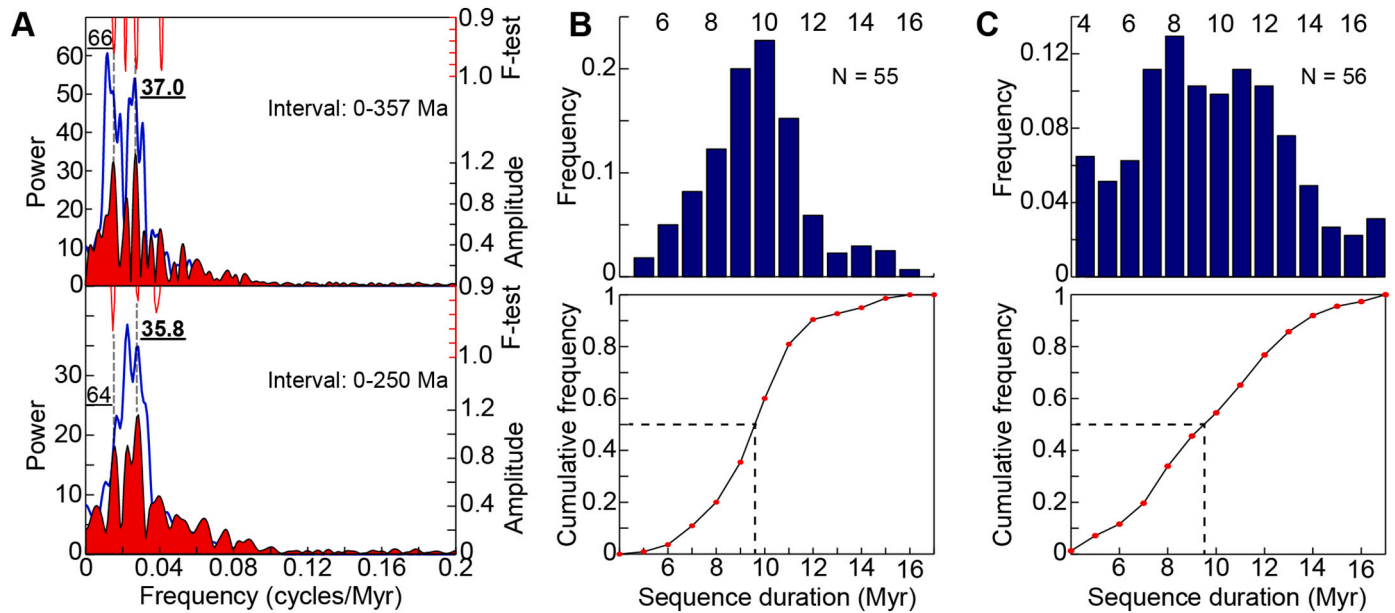 A
60
50
40
30
20
10
0
Power
66
37.0
Interval: 0-357 Ma
0.9
1.0
F-test
1.2
0.8
0.4
0
Amplitude
30
20
10
0
Power
64
35.8
Interval: 0-250 Ma
0.9
1.0
F-test
1.2
0.8
0.4
0
Amplitude
0 0.04 0.08 0.12 0.16 0.2
Frequency (cycles/Myr)
B
6 8 10 12 14 16
N = 55
0.2
0.1
0
Frequency
1
0.8
0.6
0.4
0.2
0
Cumulative frequency
6 8 10 12 14 16
Sequence duration (Myr)
C
4 6 8 10 12 14 16
N = 56
0.12
0.08
0.04
0
Frequency
1
0.8
0.6
0.4
0.2
0
Cumulative frequency
6 8 10 12 14 16
Sequence duration (Myr)